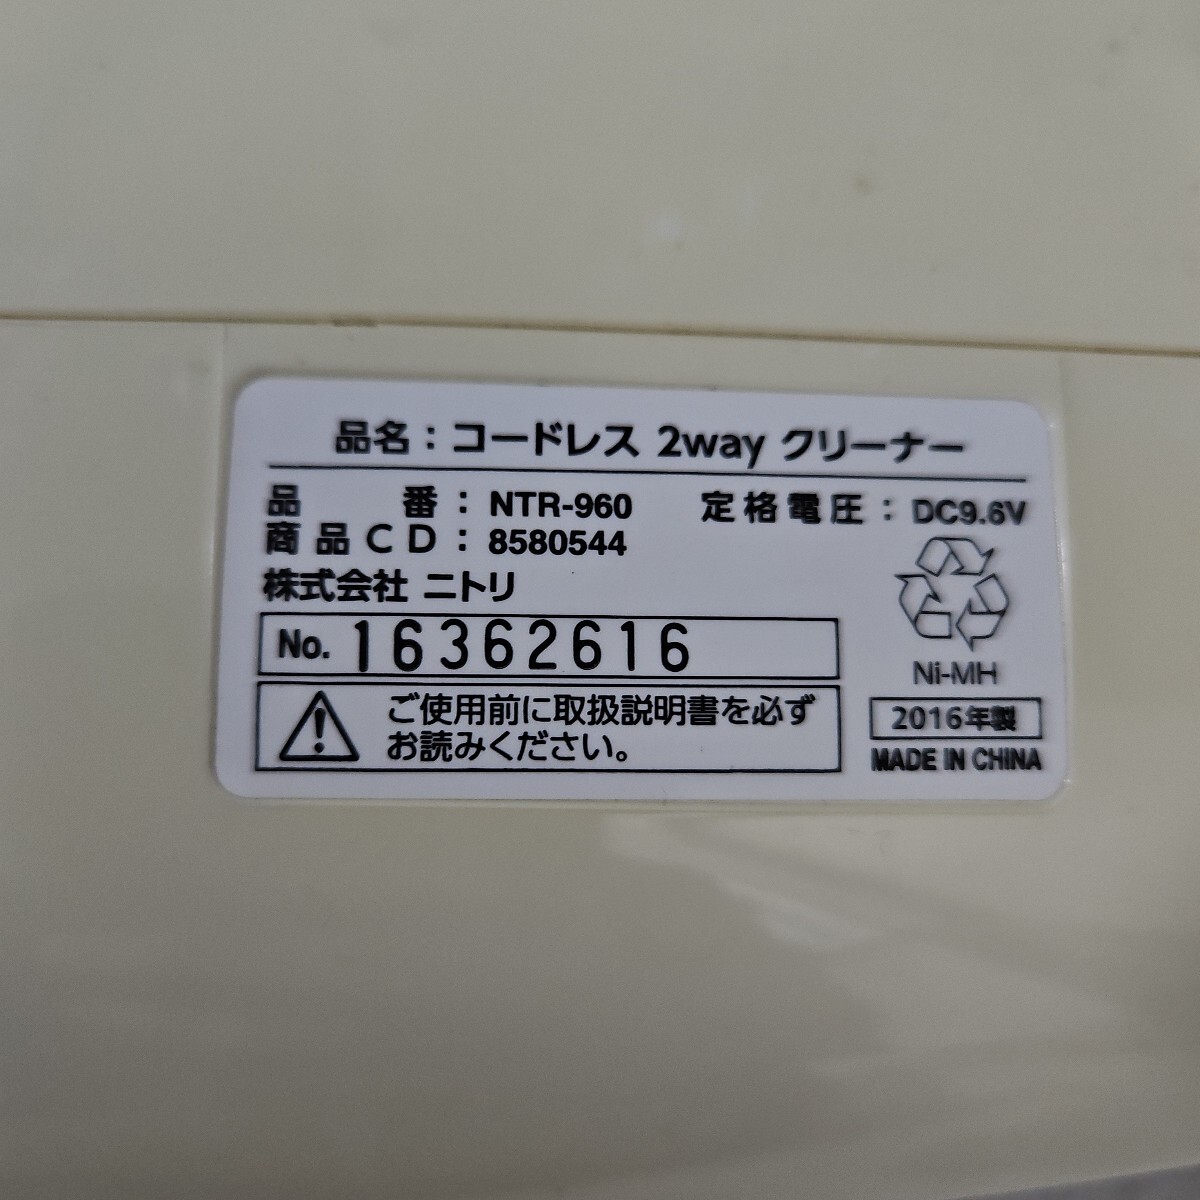 品名：コードレス 2way クリーナー
品番：NTR-960 定格電圧：DC9.6V
商品CD：8580544
株式会社 ニトリ
No. 16362616
Ni-MH
ご使用前に取扱説明書を必ず
お読みください。
2016年製
MADE IN CHINA